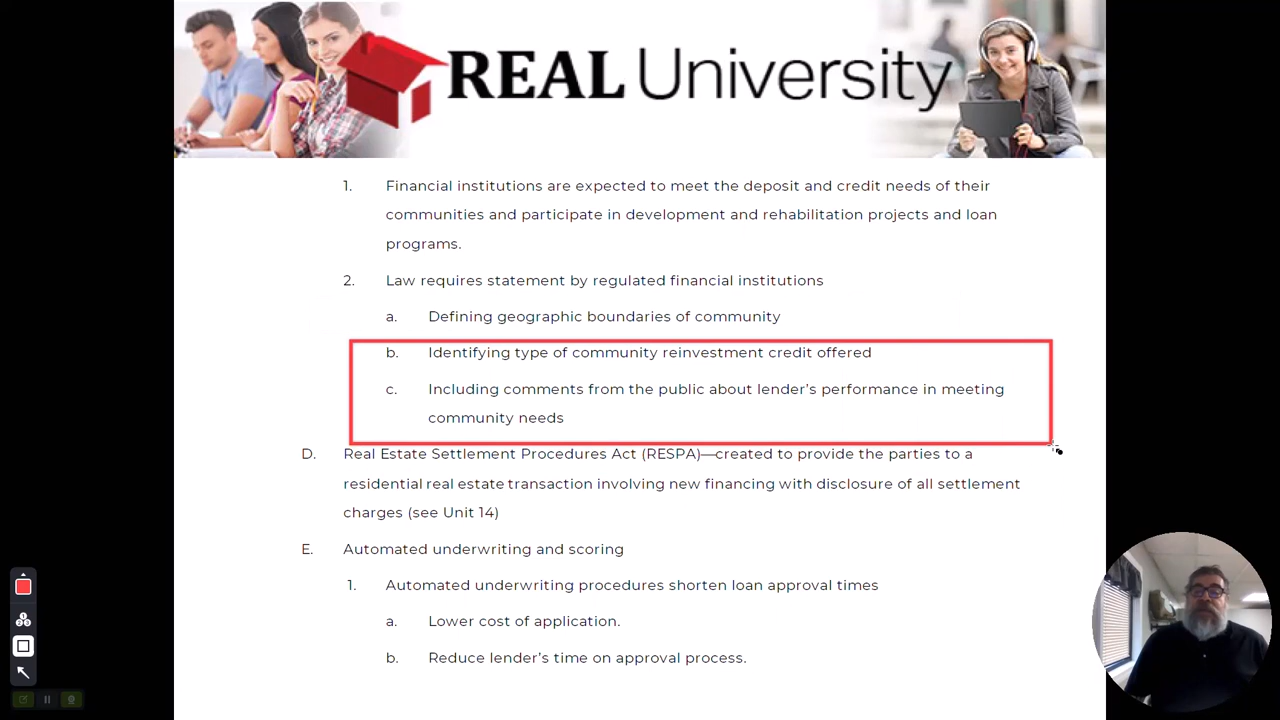 REAL University
1. Financial institutions are expected to meet the deposit and credit needs of their
communities and participate in development and rehabilitation projects and loan
programs.
2. Law requires statement by regulated financial institutions
a. Defining geographic boundaries of community
b. Identifying type of community reinvestment credit offered
c. Including comments from the public about lender's performance in meeting
community needs
D. Real Estate Settlement Procedures Act (RESPA)—created to provide the parties to a
residential real estate transaction involving new financing with disclosure of all settlement
charges (see Unit 14)
E. Automated underwriting and scoring
1. Automated underwriting procedures shorten loan approval times
a. Lower cost of application.
b. Reduce lender's time on approval process.